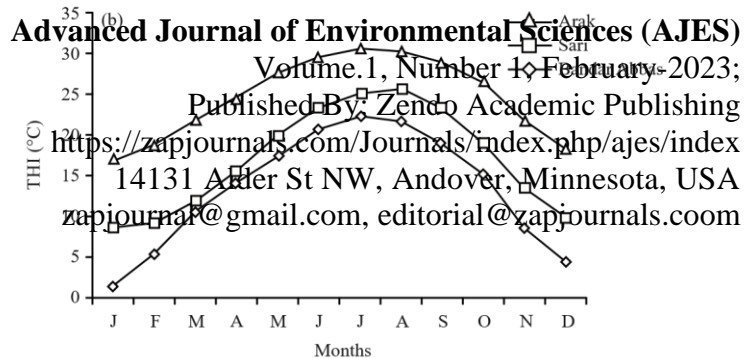 35
(b)
Arak
Advanced Journal of Environmental Sciences (AJES)
Sari
30
Volume.1, Number 1; February-2023;
Bandar Abbas
25
Published By: Zendo Academic Publishing
20
https://zapjournals.com/Journals/index.php/ajes/index
THI (°C)
15
14131 Alder St NW, Andover, Minnesota, USA
10
zapjournal@gmail.com, editorial@zapjournals.coom
5
0
J F M A M J J A S O N D
Months